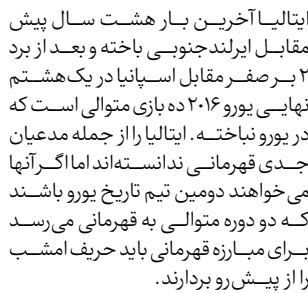 ایتالیا آخرین بار هشت سال پیش
مقابل ایرلندجنوبی باخته و بعد از برد
۲ بر صفر مقابل اسپانیا در یک‌هشتم
نهایی یورو ۲۰۱۶ ده بازی متوالی است که
در یورو نباخته. ایتالیا را از جمله مدعیان
جدی قهرمانی ندانسته‌اند اما اگر آنها
می‌خواهند دومین تیم تاریخ یورو باشند
که دو دوره متوالی به قهرمانی می‌رسد
برای مبارزه قهرمانی باید حریف امشب
را از پیش‌رو بردارند.